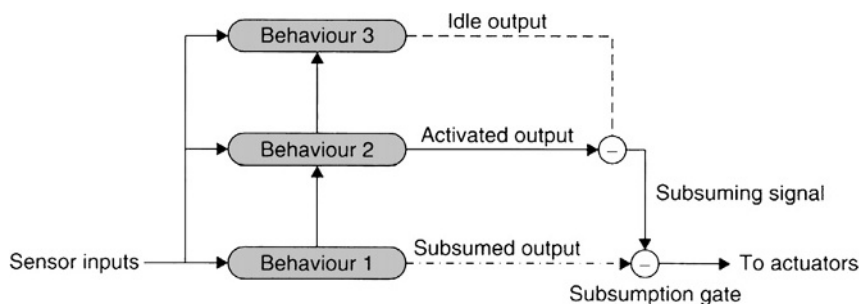 Behaviour 3
Idle output
Behaviour 2
Activated output
−
Subsuming signal
Sensor inputs
Behaviour 1
Subsumed output
−
To actuators
Subsumption gate